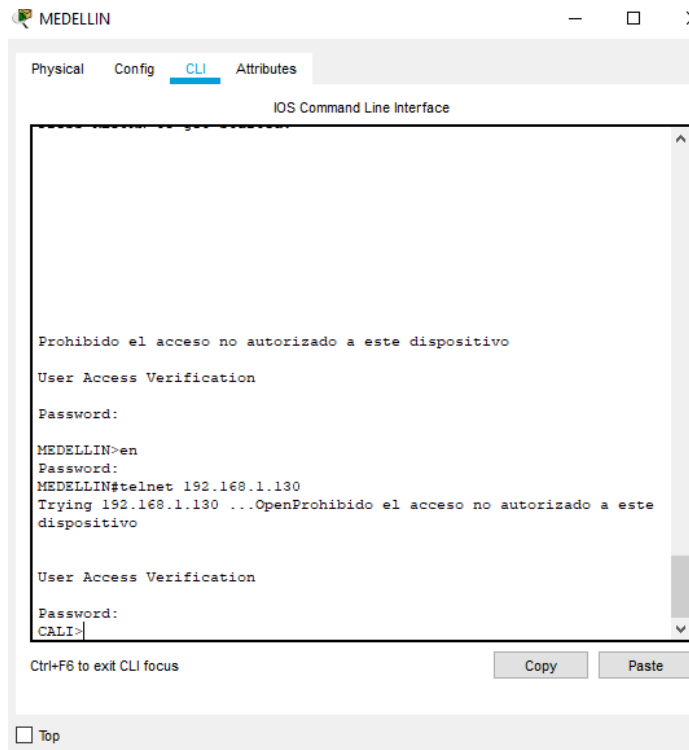 MEDELLIN
Physical Config CLI Attributes
IOS Command Line Interface
Prohibido el acceso no autorizado a este dispositivo
User Access Verification
Password:
MEDELLIN>en
Password:
MEDELLIN#telnet 192.168.1.130
Trying 192.168.1.130 ...OpenProhibido el acceso no autorizado a este
dispositivo
User Access Verification
Password:
CALI>
Ctrl+F6 to exit CLI focus
Copy Paste
Top